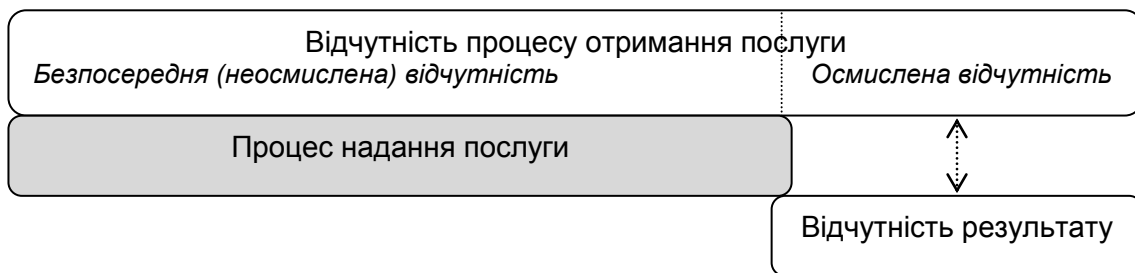 Відчутність процесу отримання послуги
Безпосередня (неосмислена) відчутність Осмислена відчутність
Процес надання послуги
Відчутність результату